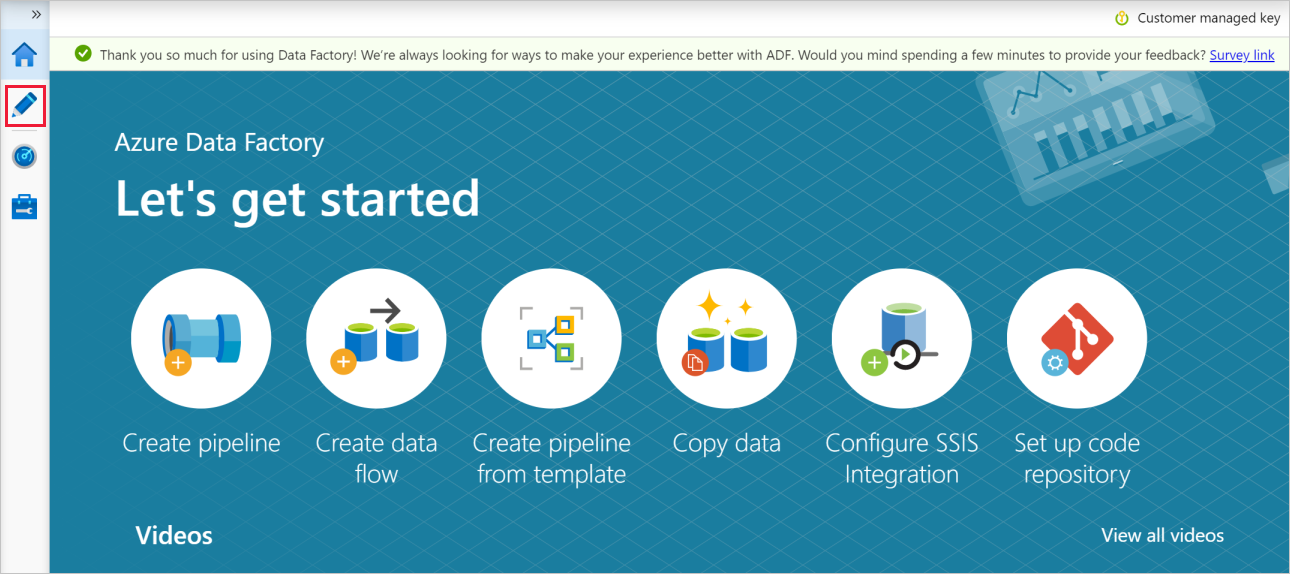 Customer managed key
Thank you so much for using Data Factory! We're always looking for ways to make your experience better with ADF. Would you mind spending a few minutes to provide your feedback? Survey link
Azure Data Factory
Let's get started
Create pipeline
Create data
flow
Create pipeline
from template
Copy data
Configure SSIS
Integration
Set up code
repository
Videos
View all videos